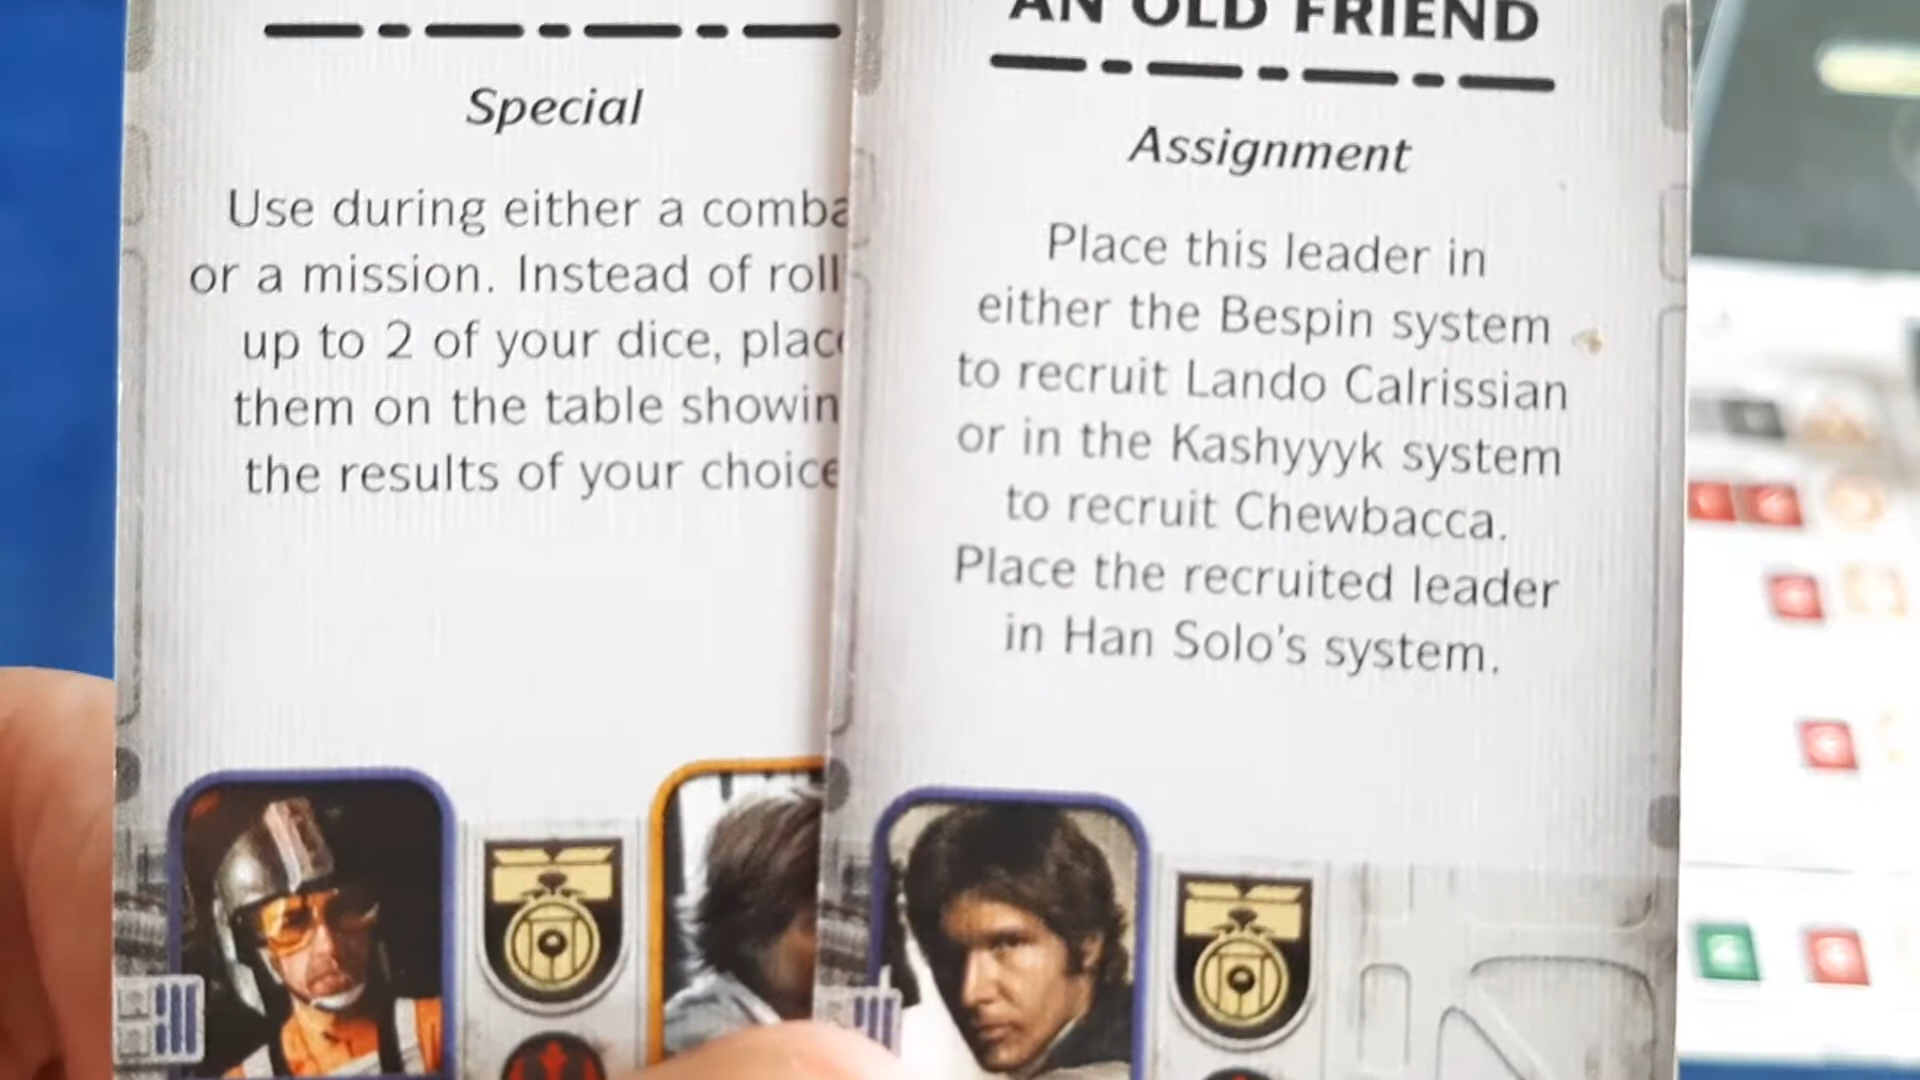 Special
Use during either a comba
or a mission. Instead of roll
up to 2 of your dice, plac
them on the table showin
the results of your choice
AN OLD FRIEND
Assignment
Place this leader in
either the Bespin system
to recruit Lando Calrissian
or in the Kashyyyk system
to recruit Chewbacca.
Place the recruited leader
in Han Solo's system.